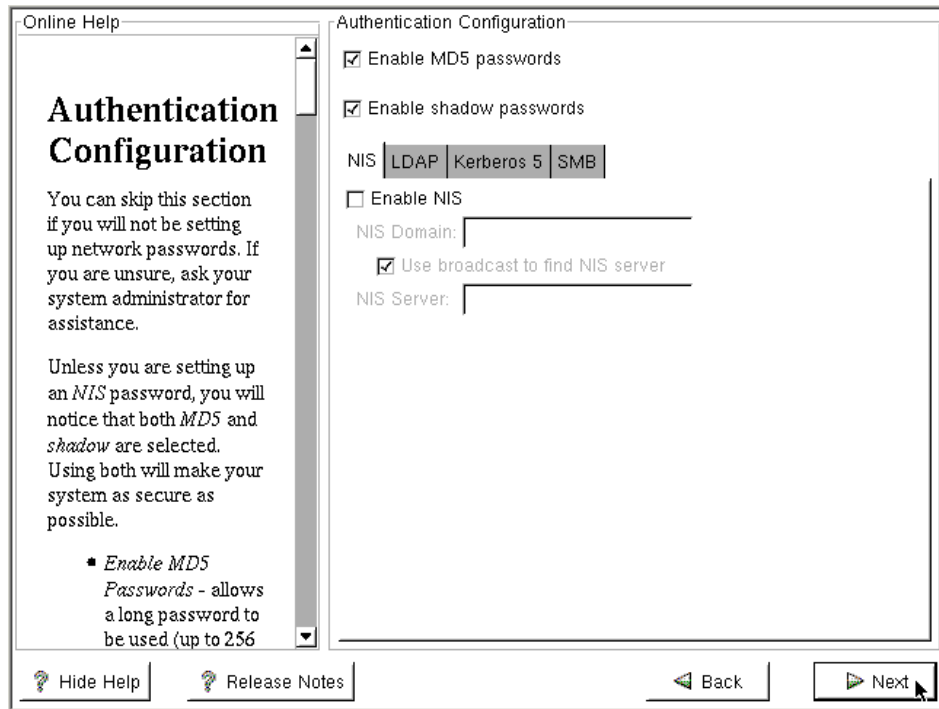 Online Help
Authentication
Configuration
You can skip this section
if you will not be setting
up network passwords. If
you are unsure, ask your
system administrator for
assistance.
Unless you are setting up
an NIS password, you will
notice that both MD5 and
shadow are selected.
Using both will make your
system as secure as
possible.
Enable MD5
Passwords - allows
a long password to
be used (up to 256
Authentication Configuration
Enable MD5 passwords
Enable shadow passwords
NIS LDAP Kerberos 5 SMB
Enable NIS
NIS Domain:
Use broadcast to find NIS server
NIS Server:
Hide Help Release Notes Back Next